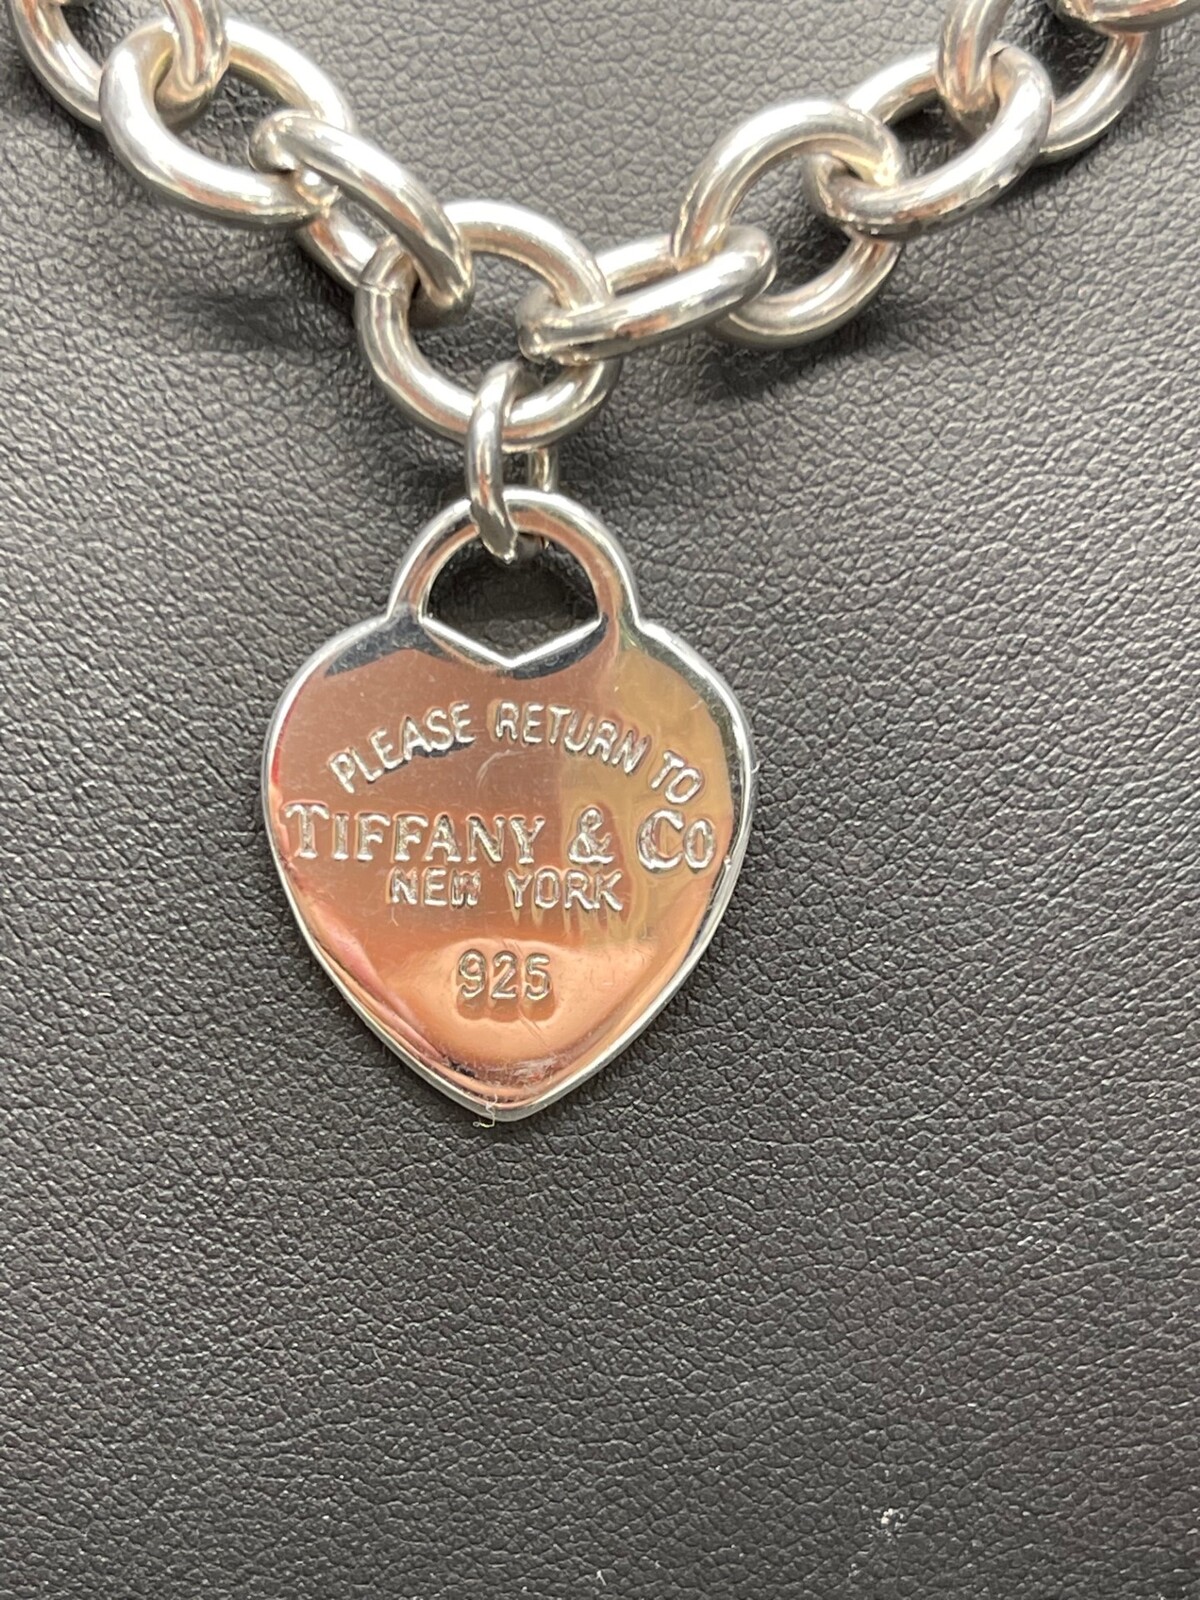 PLEASE RETURN TO
TIFFANY & CO
NEW YORK
925